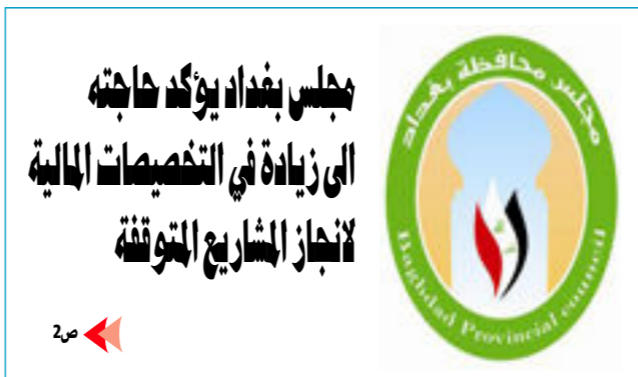 مجلس بغداد يؤكد حاجته
الى زيادة في التخصيصات المالية
لانجاز المشاريع المتوقفة
ص2
مجلس محافظة بغداد
Baghdad Provincial council